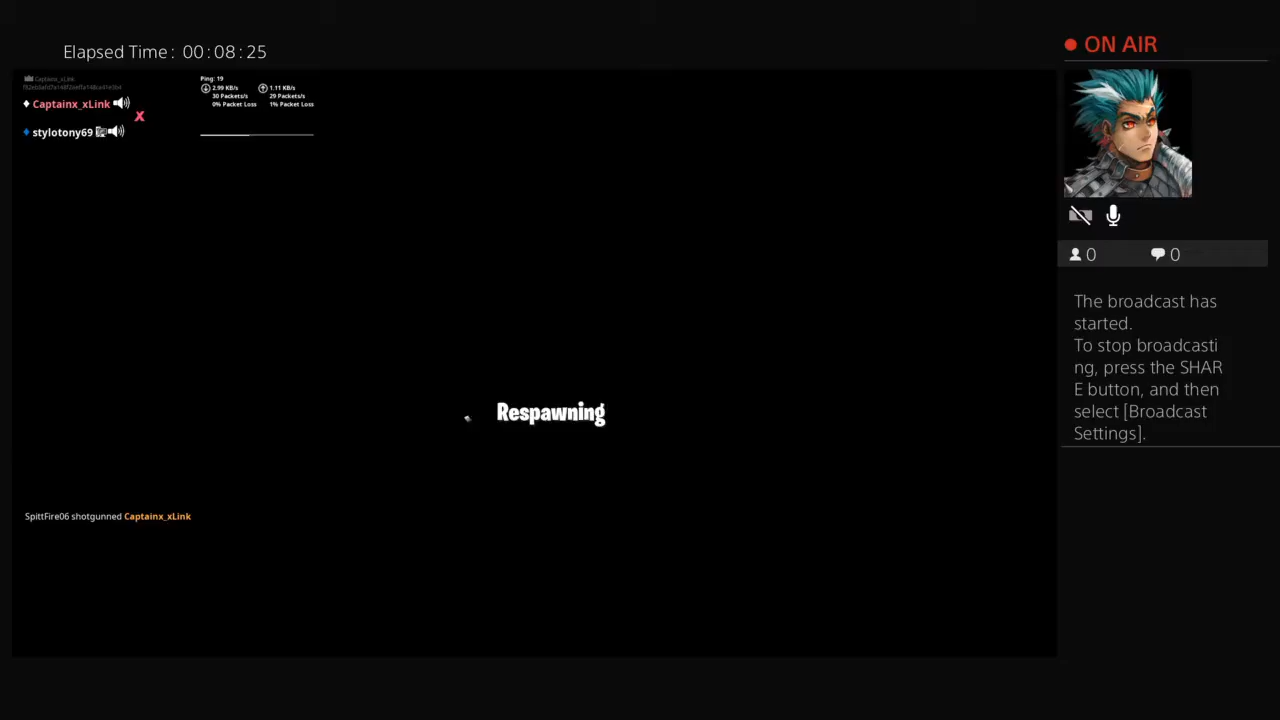 Elapsed Time: 00:08:25
ON AIR
Captainx_xLink
Captainx_xLink
X
stylotony69
Ping: 19
2.99 KB/s 1.11 KB/s
30 Packets/s 29 Packets/s
0% Packet Loss 1% Packet Loss
0 0
The broadcast has
started.
To stop broadcasti
ng, press the SHAR
E button, and then
select [Broadcast
Settings].
Respawning
SpittFire06 shotgunned Captainx_xLink